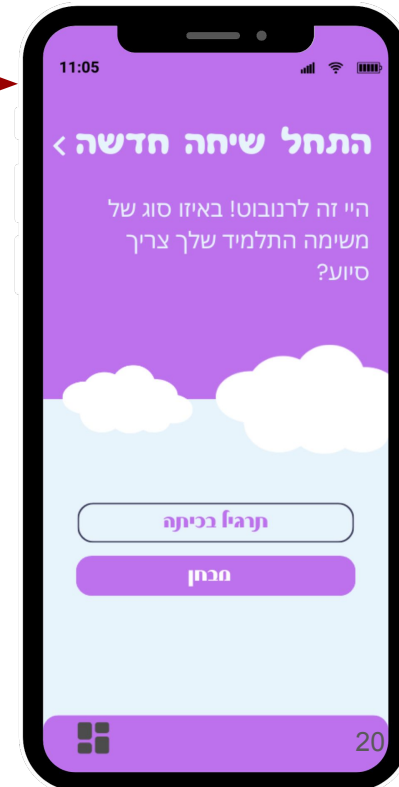 11:05
התחל שיחה חדשה >
היי זה לרנובוט! באיזו סוג של
משימה התלמיד שלך צריך
סיוע?
תרגיל בכיתה
מבחן
20